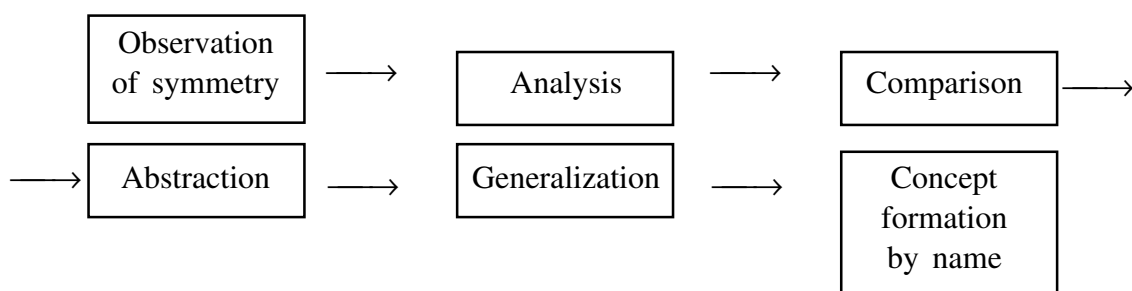 Observation
of symmetry
Analysis
Comparison
Abstraction
Generalization
Concept
formation
by name